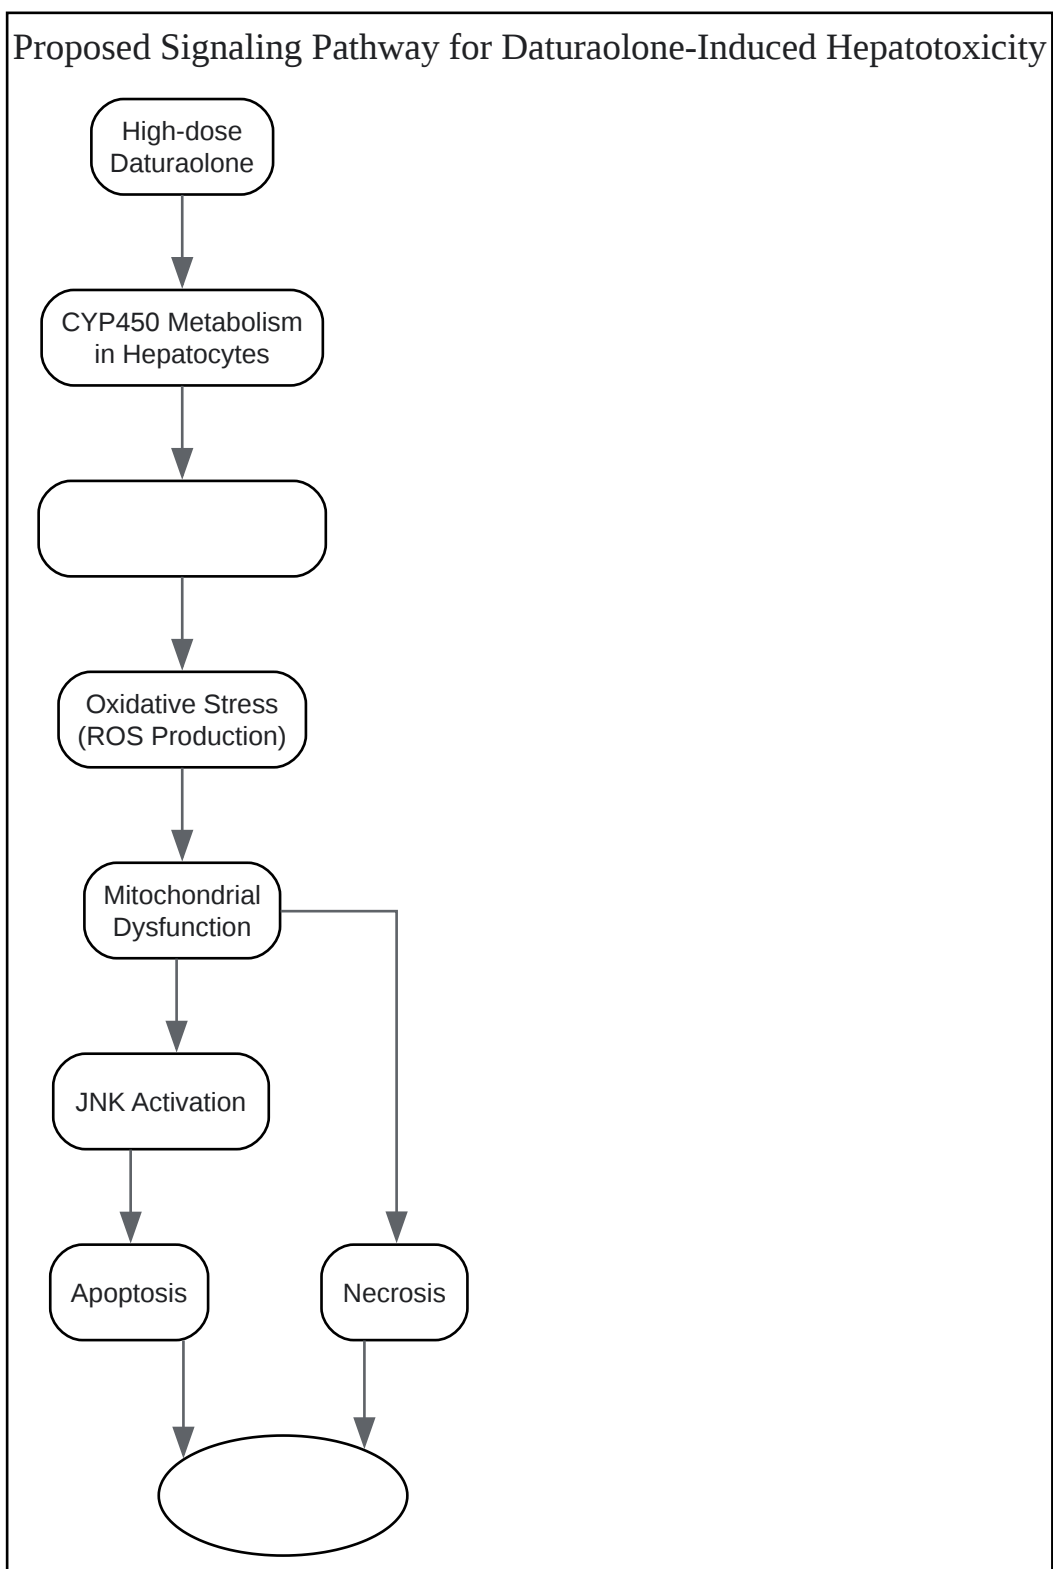 Proposed Signaling Pathway for Daturaolone-Induced Hepatotoxicity
High-dose
Daturaolone
CYP450 Metabolism
in Hepatocytes
Oxidative Stress
(ROS Production)
Mitochondrial
Dysfunction
JNK Activation
Apoptosis
Necrosis